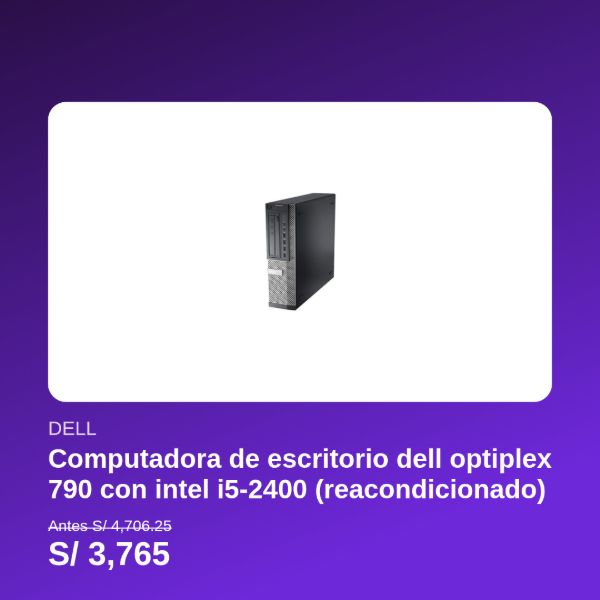 DELL
Computadora de escritorio dell optiplex
790 con intel i5-2400 (reacondicionado)
Antes S/ 4,706.25
S/ 3,765